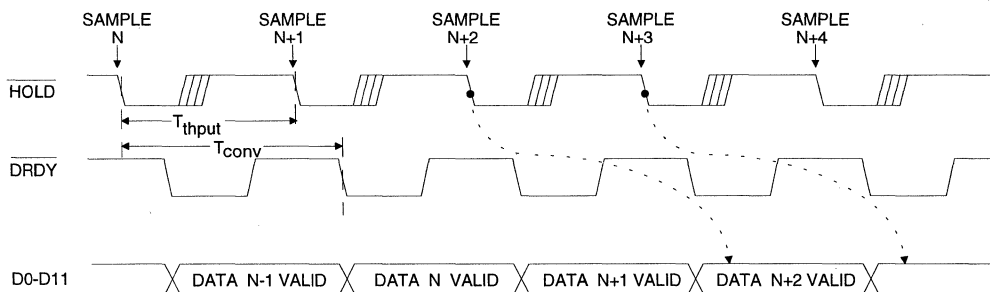 SAMPLE SAMPLE SAMPLE SAMPLE SAMPLE
N N+1 N+2 N+3 N+4
HOLD
Tthput
Tconv
DRDY
D0-D11 DATA N-1 VALID DATA N VALID DATA N+1 VALID DATA N+2 VALID